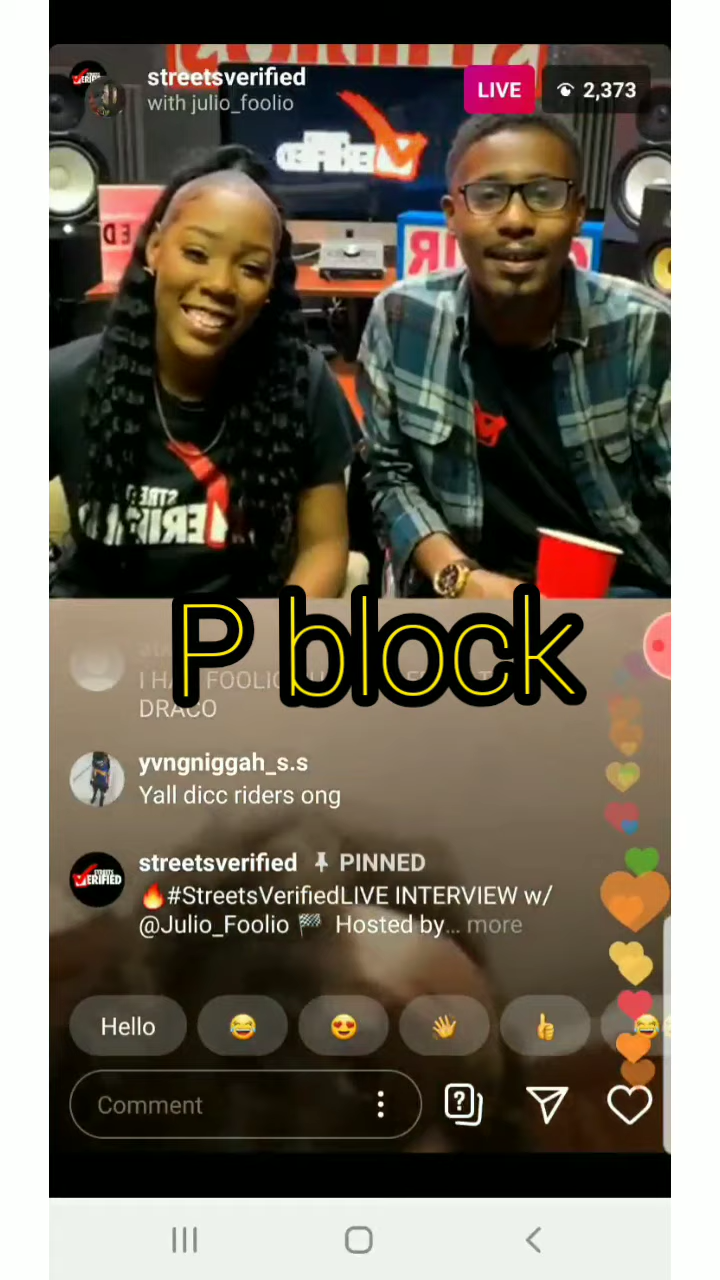 streetsverified
with julio_foolio
LIVE
2,373
P block
FOOLIO
DRACO
yvngniggah_s.s
Yall dicc riders ong
streetsverified PINNED
🔥#StreetsVerifiedLIVE INTERVIEW w/
@Julio_Foolio 🏁 Hosted by... more
Hello
Comment